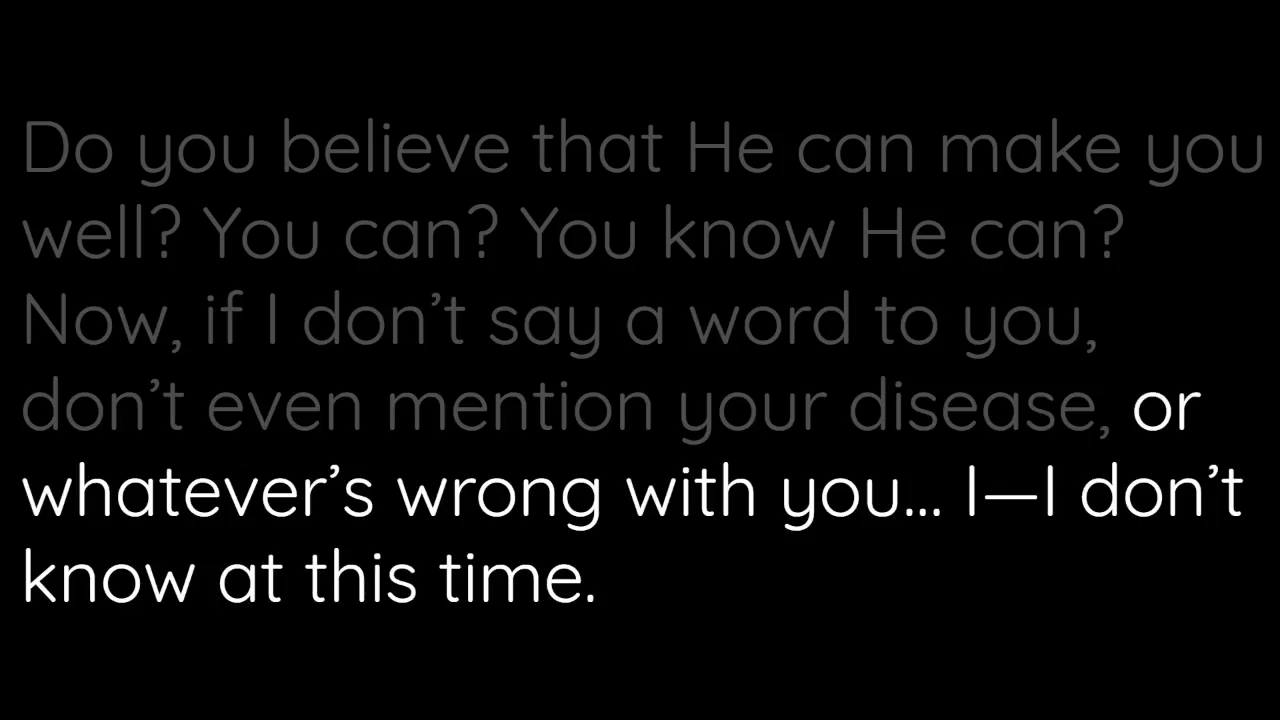 Do you believe that He can make you
well? You can? You know He can?
Now, if I don’t say a word to you,
don’t even mention your disease, or
whatever’s wrong with you... I—I don’t
know at this time.